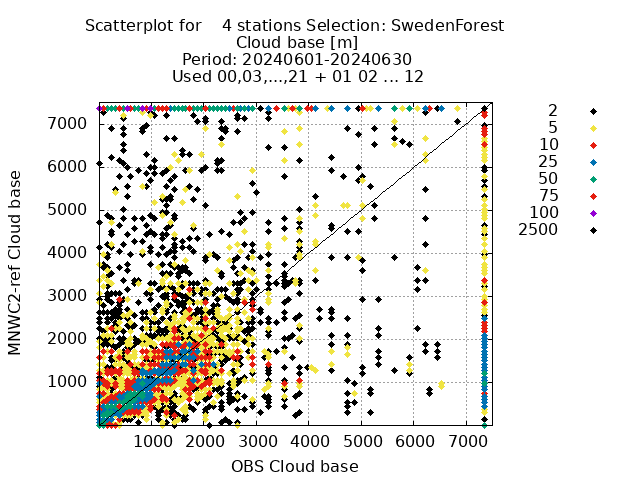 Scatterplot for 4 stations Selection: SwedenForest
Cloud base [m]
Period: 20240601-20240630
Used 00,03,...,21 + 01 02 ... 12
7000
6000
5000
4000
3000
2000
1000
MNWC2-ref Cloud base
1000 2000 3000 4000 5000 6000 7000
OBS Cloud base
2
5
10
25
50
75
100
2500